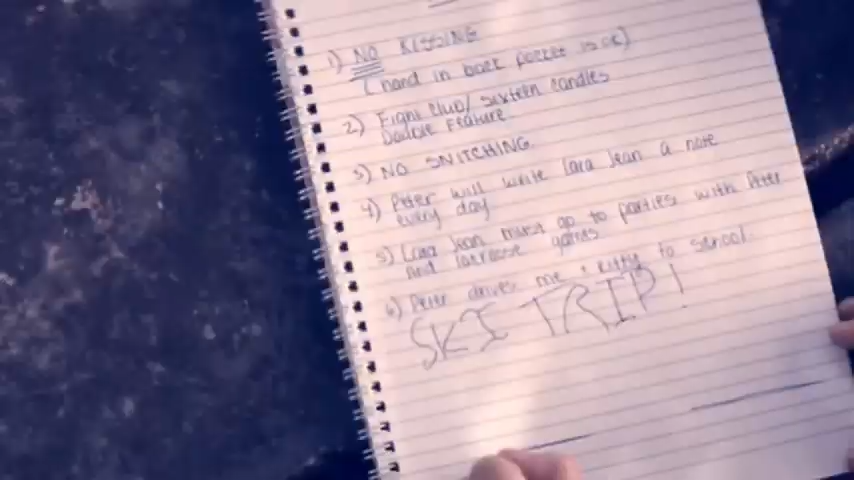 1) NO KISSING
(hand in back pocket is ok)
2) Fight club/ sixteen candles
Double Feature
3) NO SNITCHING
4) Peter will write Lara Jean a note
every day
5) Lara Jean must go to parties with Peter
and lacrosse games
6) Peter drives me + Kitty to school.
SKI TRIP!